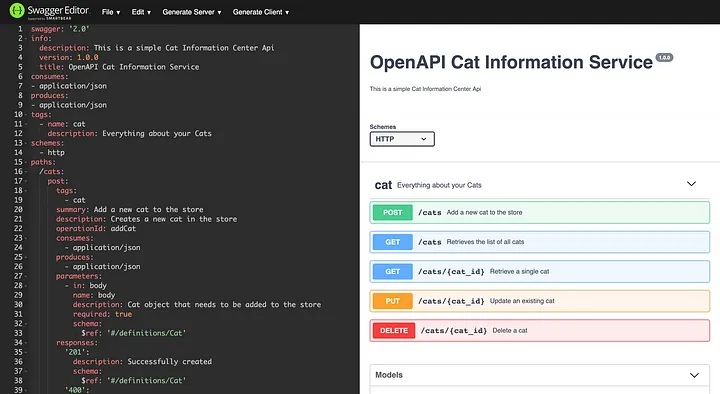 Swagger Editor.
Supported by SMARTBEAR
File ▾
Edit ▾
Generate Server ▾
Generate Client ▾
1 swagger: '2.0'
2 info:
3 description: This is a simple Cat Information Center Api
4 version: 1.0.0
5 title: OpenAPI Cat Information Service
6 consumes:
7 - application/json
8 produces:
9 - application/json
10 tags:
11 - name: cat
12 description: Everything about your Cats
13 schemes:
14 - http
15 paths:
16 /cats:
17 post:
18 tags:
19 - cat
20 summary: Add a new cat to the store
21 description: Creates a new cat in the store
22 operationId: addCat
23 consumes:
24 - application/json
25 produces:
26 - application/json
27 parameters:
28 - in: body
29 name: body
30 description: Cat object that needs to be added to the store
31 required: true
32 schema:
33 $ref: '#/definitions/Cat'
34 responses:
35 '201':
36 description: Successfully created
37 schema:
38 $ref: '#/definitions/Cat'
39 '400':
OpenAPI Cat Information Service 1.0.0
This is a simple Cat Information Center Api
Schemes
HTTP
cat Everything about your Cats
POST /cats Add a new cat to the store
GET /cats Retrieves the list of all cats
GET /cats/{cat_id} Retrieve a single cat
PUT /cats/{cat_id} Update an existing cat
DELETE /cats/{cat_id} Delete a cat
Models